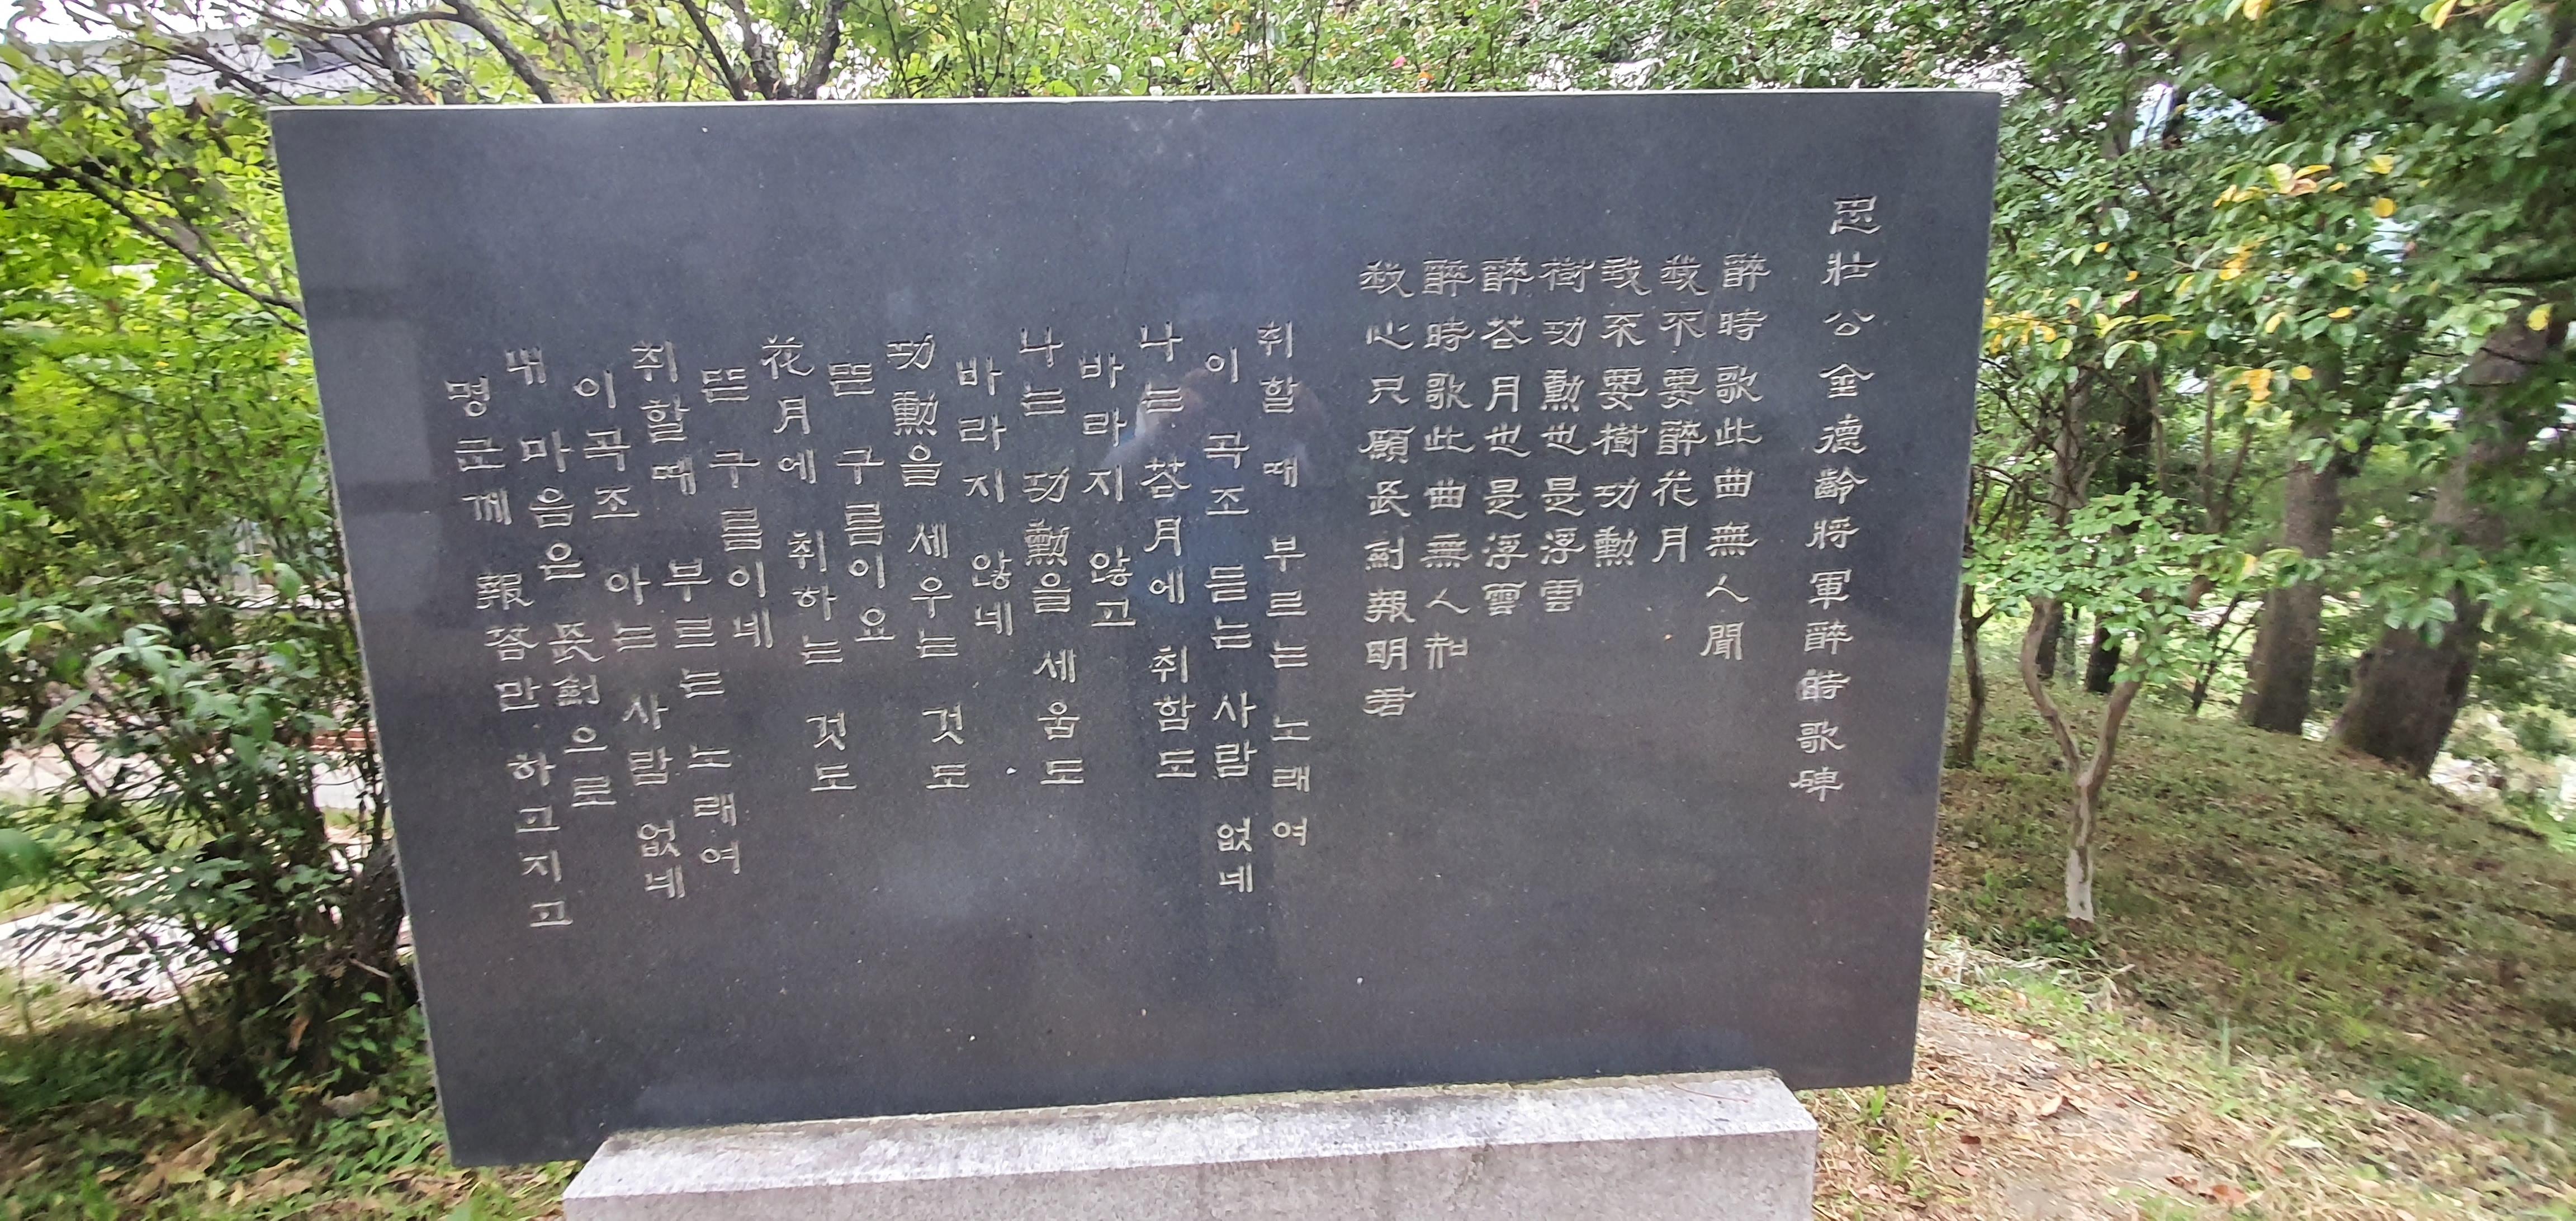 忠壯公金德齡將軍醉時歌碑
醉時歌此曲無人聞
我不要醉花月
我不要樹功勳
樹功勳也是浮雲
醉花月也是浮雲
醉時歌此曲無人知
我心只願長劍報明君
취할 때 부르는 노래여
이 곡조 듣는 사람 없네
나는 花月에 취함도
바라지 않고
나는 功勳을 세움도
바라지 않네
功勳을 세우는 것도
뜬 구름이요
花月에 취하는 것도
뜬 구름이네
취할때 부르는 노래여
이곡조 아는 사람 없네
내 마음은 長劍으로
명군께 報答만 하고지고